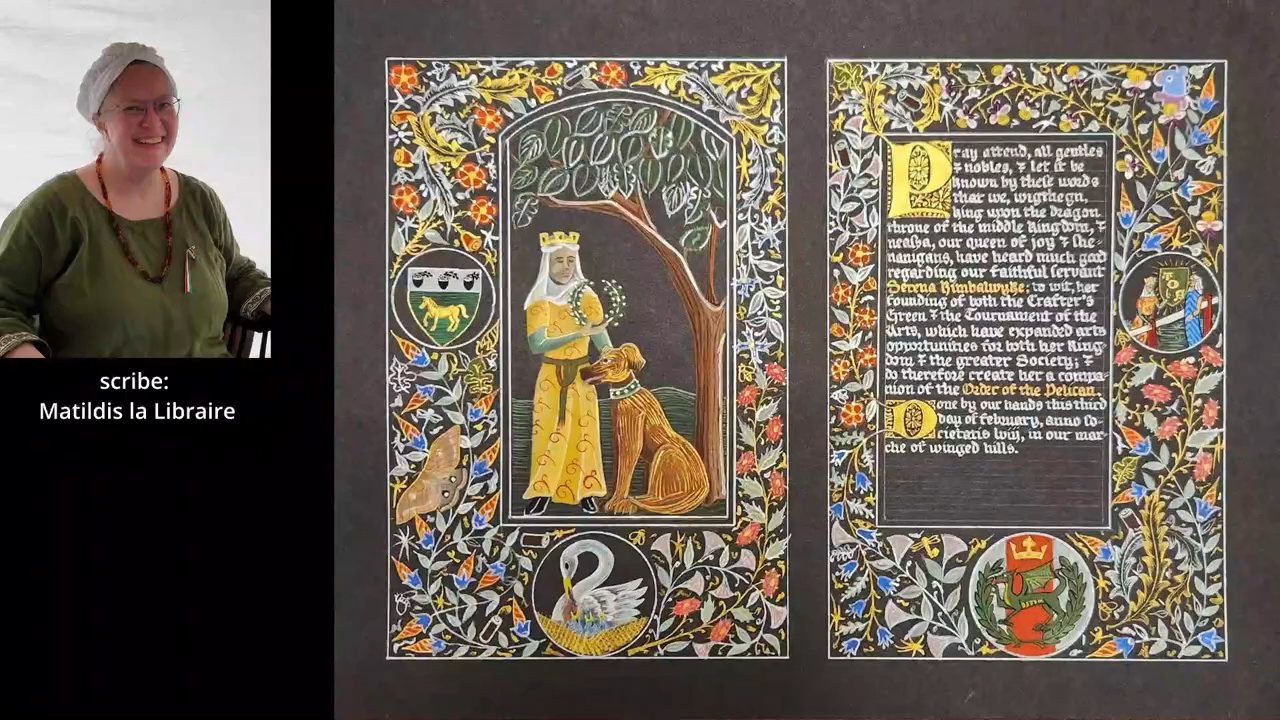 scribe:
Matildis la Libraire
Pray attend, all gentles
⁊ nobles, ⁊ let it be
known by these words
that we, wigthegn,
king upon the dragon
throne of the middle kingdom, ⁊
neasa, our queen of joy ⁊ she-
nanigans, have heard much good
regarding our faithful servant
Serena Kimbalwyke; to wit, her
founding of both the Crafter's
Green ⁊ the Tournament of the
Arts, which have expanded arts
opportunities for both her king-
dom ⁊ the greater Society; ⁊
do therefore create her a compa-
nion of the Order of the Pelican.
Done by our hands this third
day of february, anno so-
cietatis lviij, in our mar-
che of winged hills.